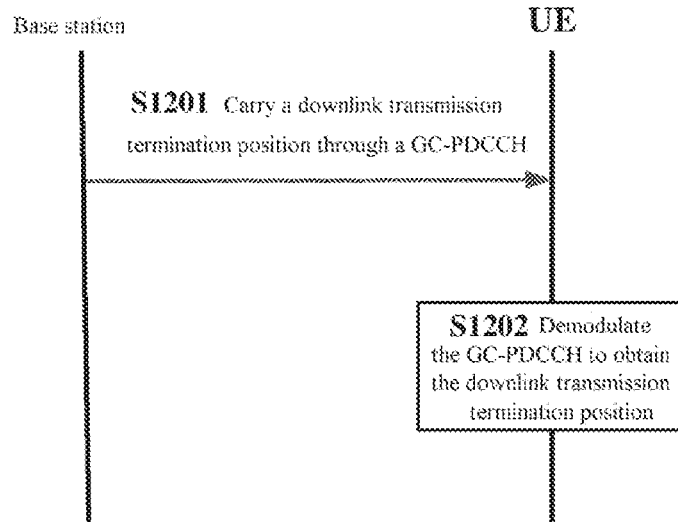 Base station
UE
S1201 Carry a downlink transmission
termination position through a GC-PDCCH
S1202 Demodulate
the GC-PDCCH to obtain
the downlink transmission
termination position